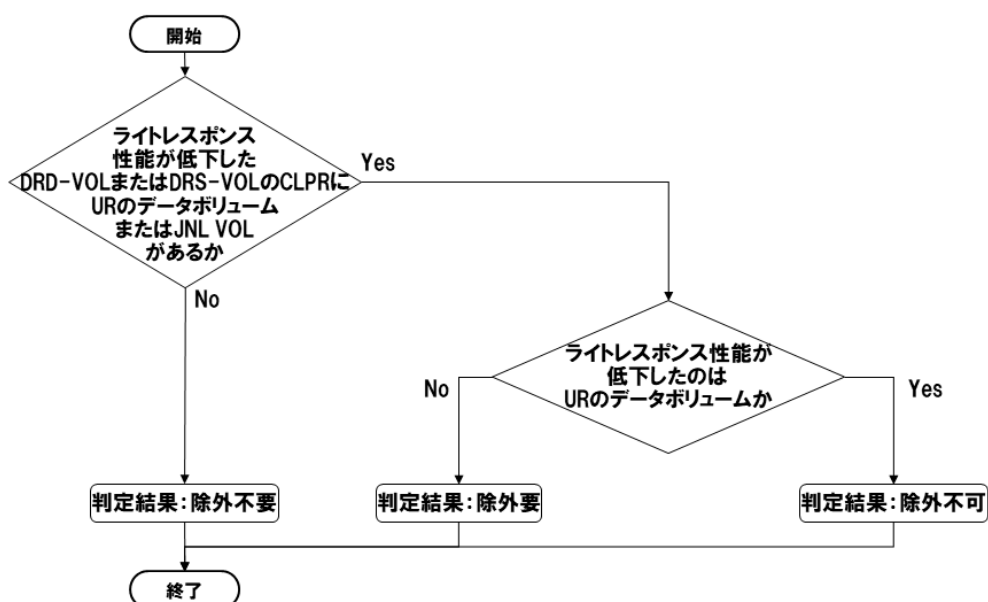 開始
ライトレスポンス
性能が低下した
DRD-VOLまたはDRS-VOLのCLPRに
URのデータボリューム
またはJNL VOL
があるか
Yes
No
ライトレスポンス性能が
低下したのは
URのデータボリュームか
No
Yes
判定結果:除外不要
判定結果:除外要
判定結果:除外不可
終了